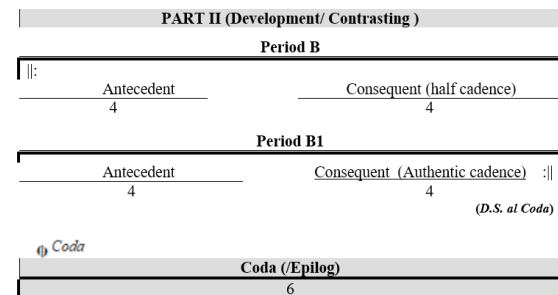 PART II (Development/ Contrasting )
Period B
||:
Antecedent Consequent (half cadence)
4 4
Period B1
Antecedent Consequent (Authentic cadence) :||
4 4
(D.S. al Coda)
Coda
Coda (/Epilog)
6